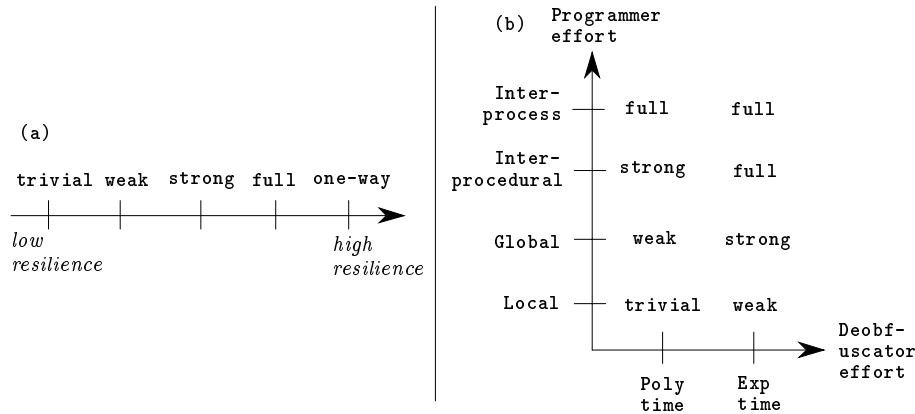 (a)
trivial weak strong full one-way
low
resilience
high
resilience
(b)
Programmer
effort
Inter-
process
full full
Inter-
procedural
strong full
Global weak strong
Local trivial weak
Deobf-
uscator
effort
Poly
time
Exp
time